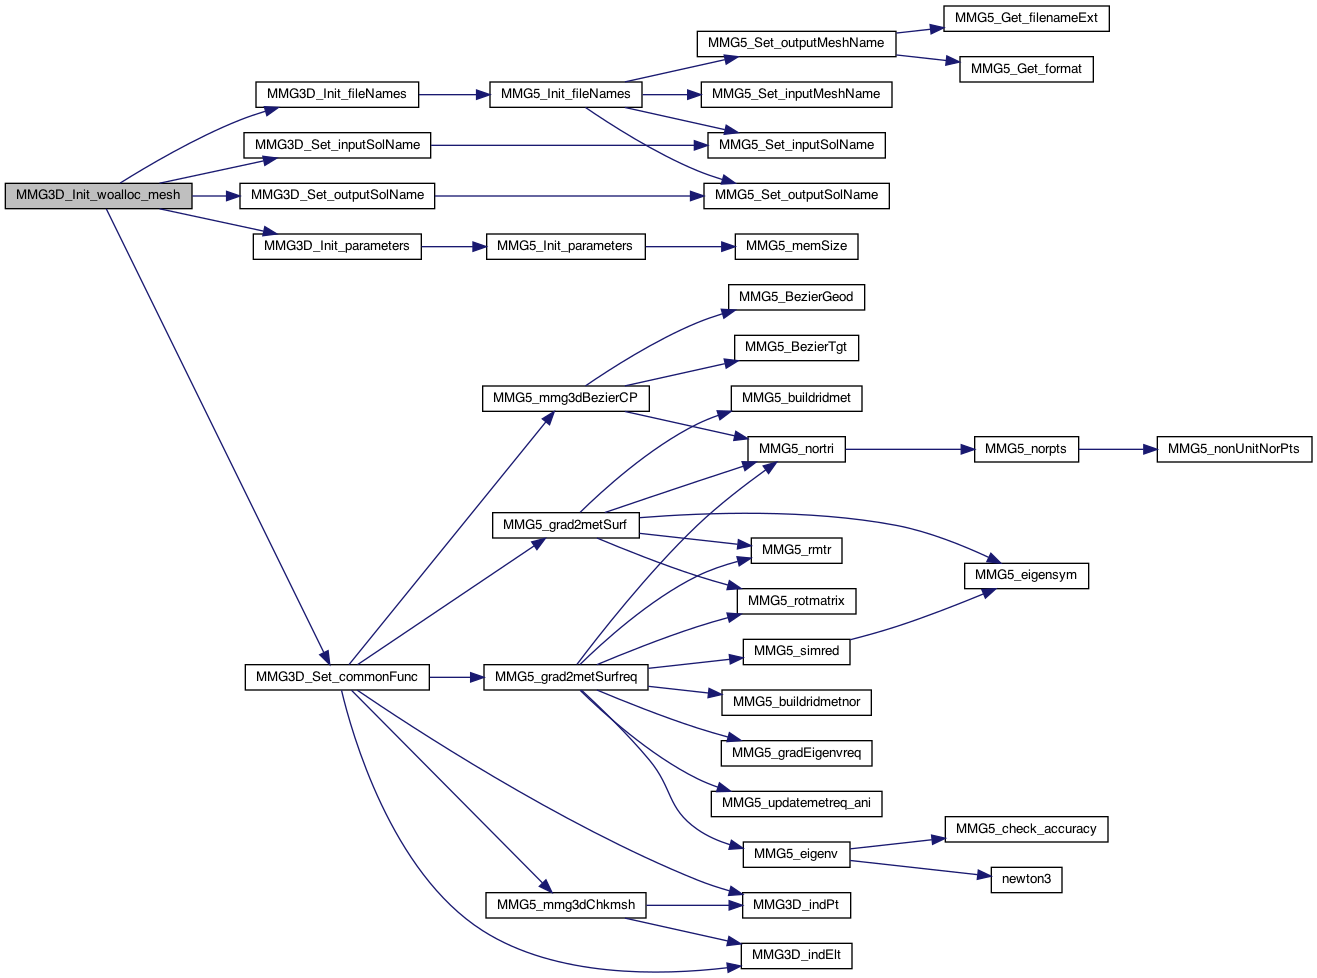 MMG5_Get_filenameExt
MMG5_Set_outputMeshName
MMG5_Get_format
MMG3D_Init_fileNames
MMG5_Init_fileNames
MMG5_Set_inputMeshName
MMG3D_Set_inputSolName
MMG5_Set_inputSolName
MMG3D_Init_woalloc_mesh
MMG3D_Set_outputSolName
MMG5_Set_outputSolName
MMG3D_Init_parameters
MMG5_Init_parameters
MMG5_memSize
MMG5_BezierGeod
MMG5_BezierTgt
MMG5_mmg3dBezierCP
MMG5_buildridmet
MMG5_nortri
MMG5_norpts
MMG5_nonUnitNorPts
MMG5_grad2metSurf
MMG5_rmtr
MMG5_eigensym
MMG5_rotmatrix
MMG5_simred
MMG3D_Set_commonFunc
MMG5_grad2metSurfreq
MMG5_buildridmetnor
MMG5_gradEigenvreq
MMG5_updatemetreq_ani
MMG5_check_accuracy
MMG5_eigenv
newton3
MMG5_mmg3dChkmsh
MMG3D_indPt
MMG3D_indElt